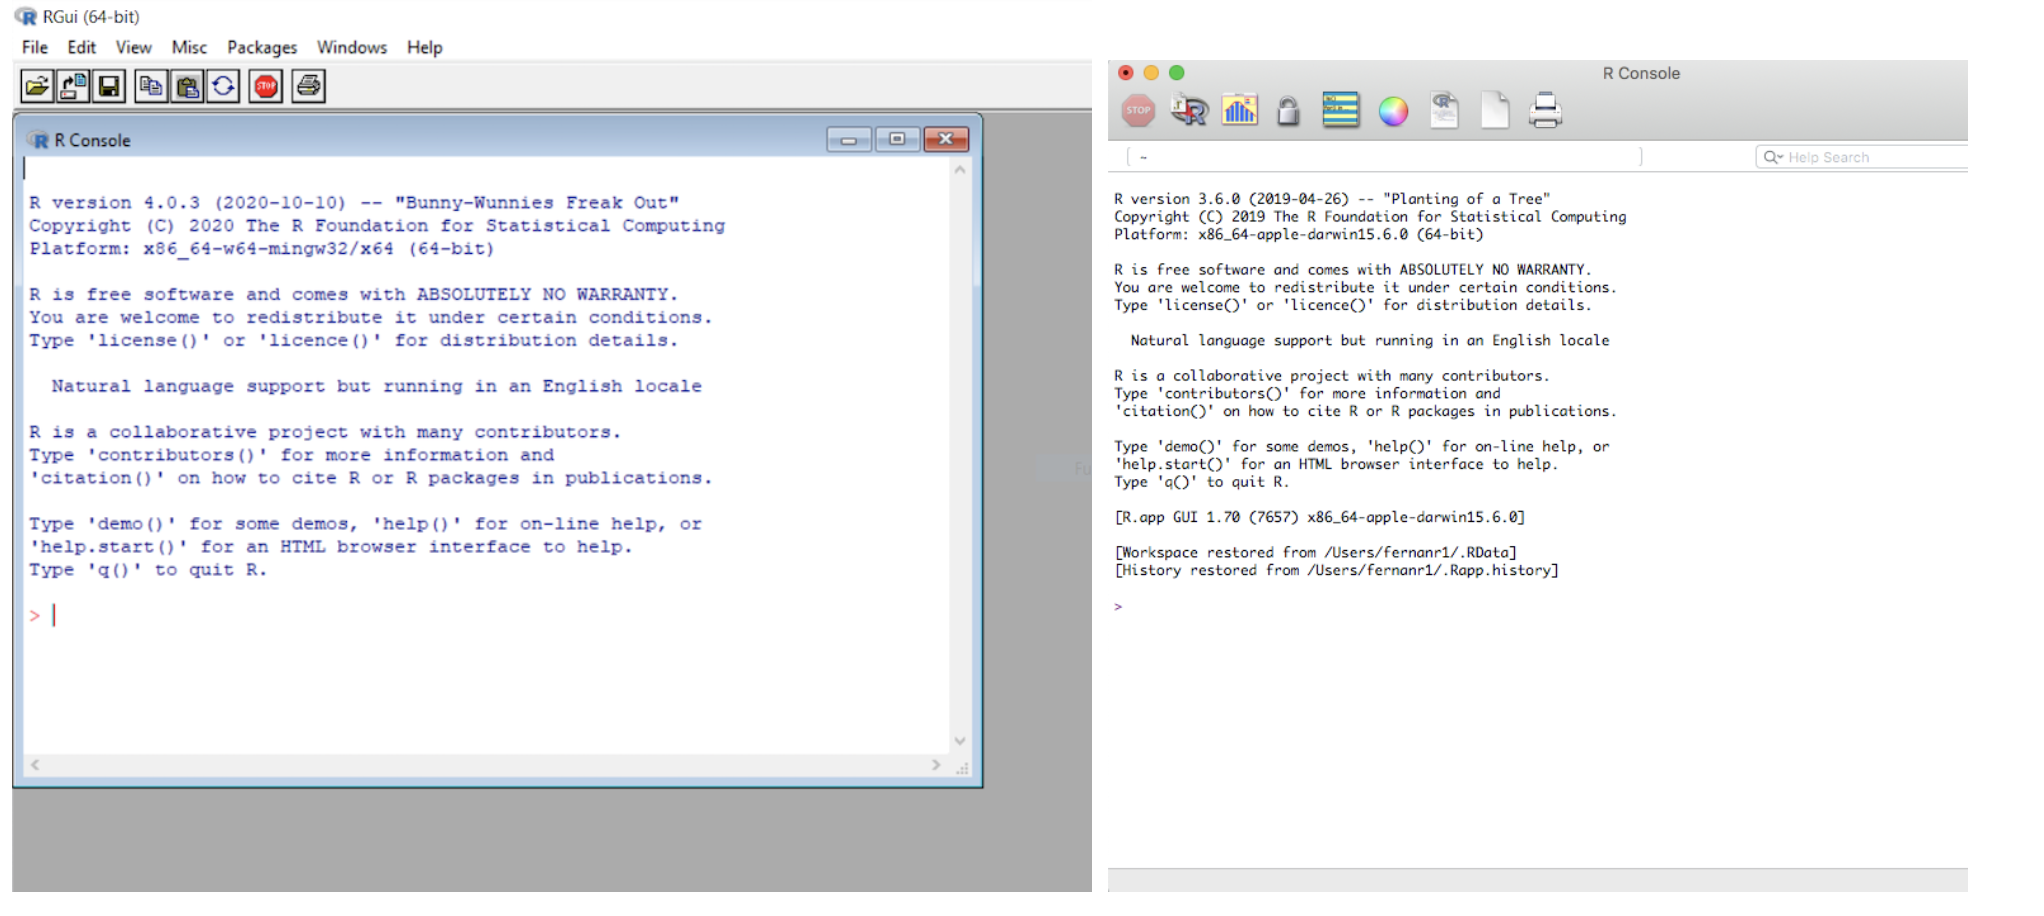 RGui (64-bit)
File Edit View Misc Packages Windows Help
STOP
R Console
R version 4.0.3 (2020-10-10) -- "Bunny-Wunnies Freak Out"
Copyright (C) 2020 The R Foundation for Statistical Computing
Platform: x86_64-w64-mingw32/x64 (64-bit)
R is free software and comes with ABSOLUTELY NO WARRANTY.
You are welcome to redistribute it under certain conditions.
Type 'license()' or 'licence()' for distribution details.
Natural language support but running in an English locale
R is a collaborative project with many contributors.
Type 'contributors()' for more information and
'citation()' on how to cite R or R packages in publications.
Type 'demo()' for some demos, 'help()' for on-line help, or
'help.start()' for an HTML browser interface to help.
Type 'q()' to quit R.
>
R Console
STOP
~
Help Search
R version 3.6.0 (2019-04-26) -- "Planting of a Tree"
Copyright (C) 2019 The R Foundation for Statistical Computing
Platform: x86_64-apple-darwin15.6.0 (64-bit)
R is free software and comes with ABSOLUTELY NO WARRANTY.
You are welcome to redistribute it under certain conditions.
Type 'license()' or 'licence()' for distribution details.
Natural language support but running in an English locale
R is a collaborative project with many contributors.
Type 'contributors()' for more information and
'citation()' on how to cite R or R packages in publications.
Type 'demo()' for some demos, 'help()' for on-line help, or
'help.start()' for an HTML browser interface to help.
Type 'q()' to quit R.
[R.app GUI 1.70 (7657) x86_64-apple-darwin15.6.0]
[Workspace restored from /Users/fernanr1/.RData]
[History restored from /Users/fernanr1/.Rapp.history]
>